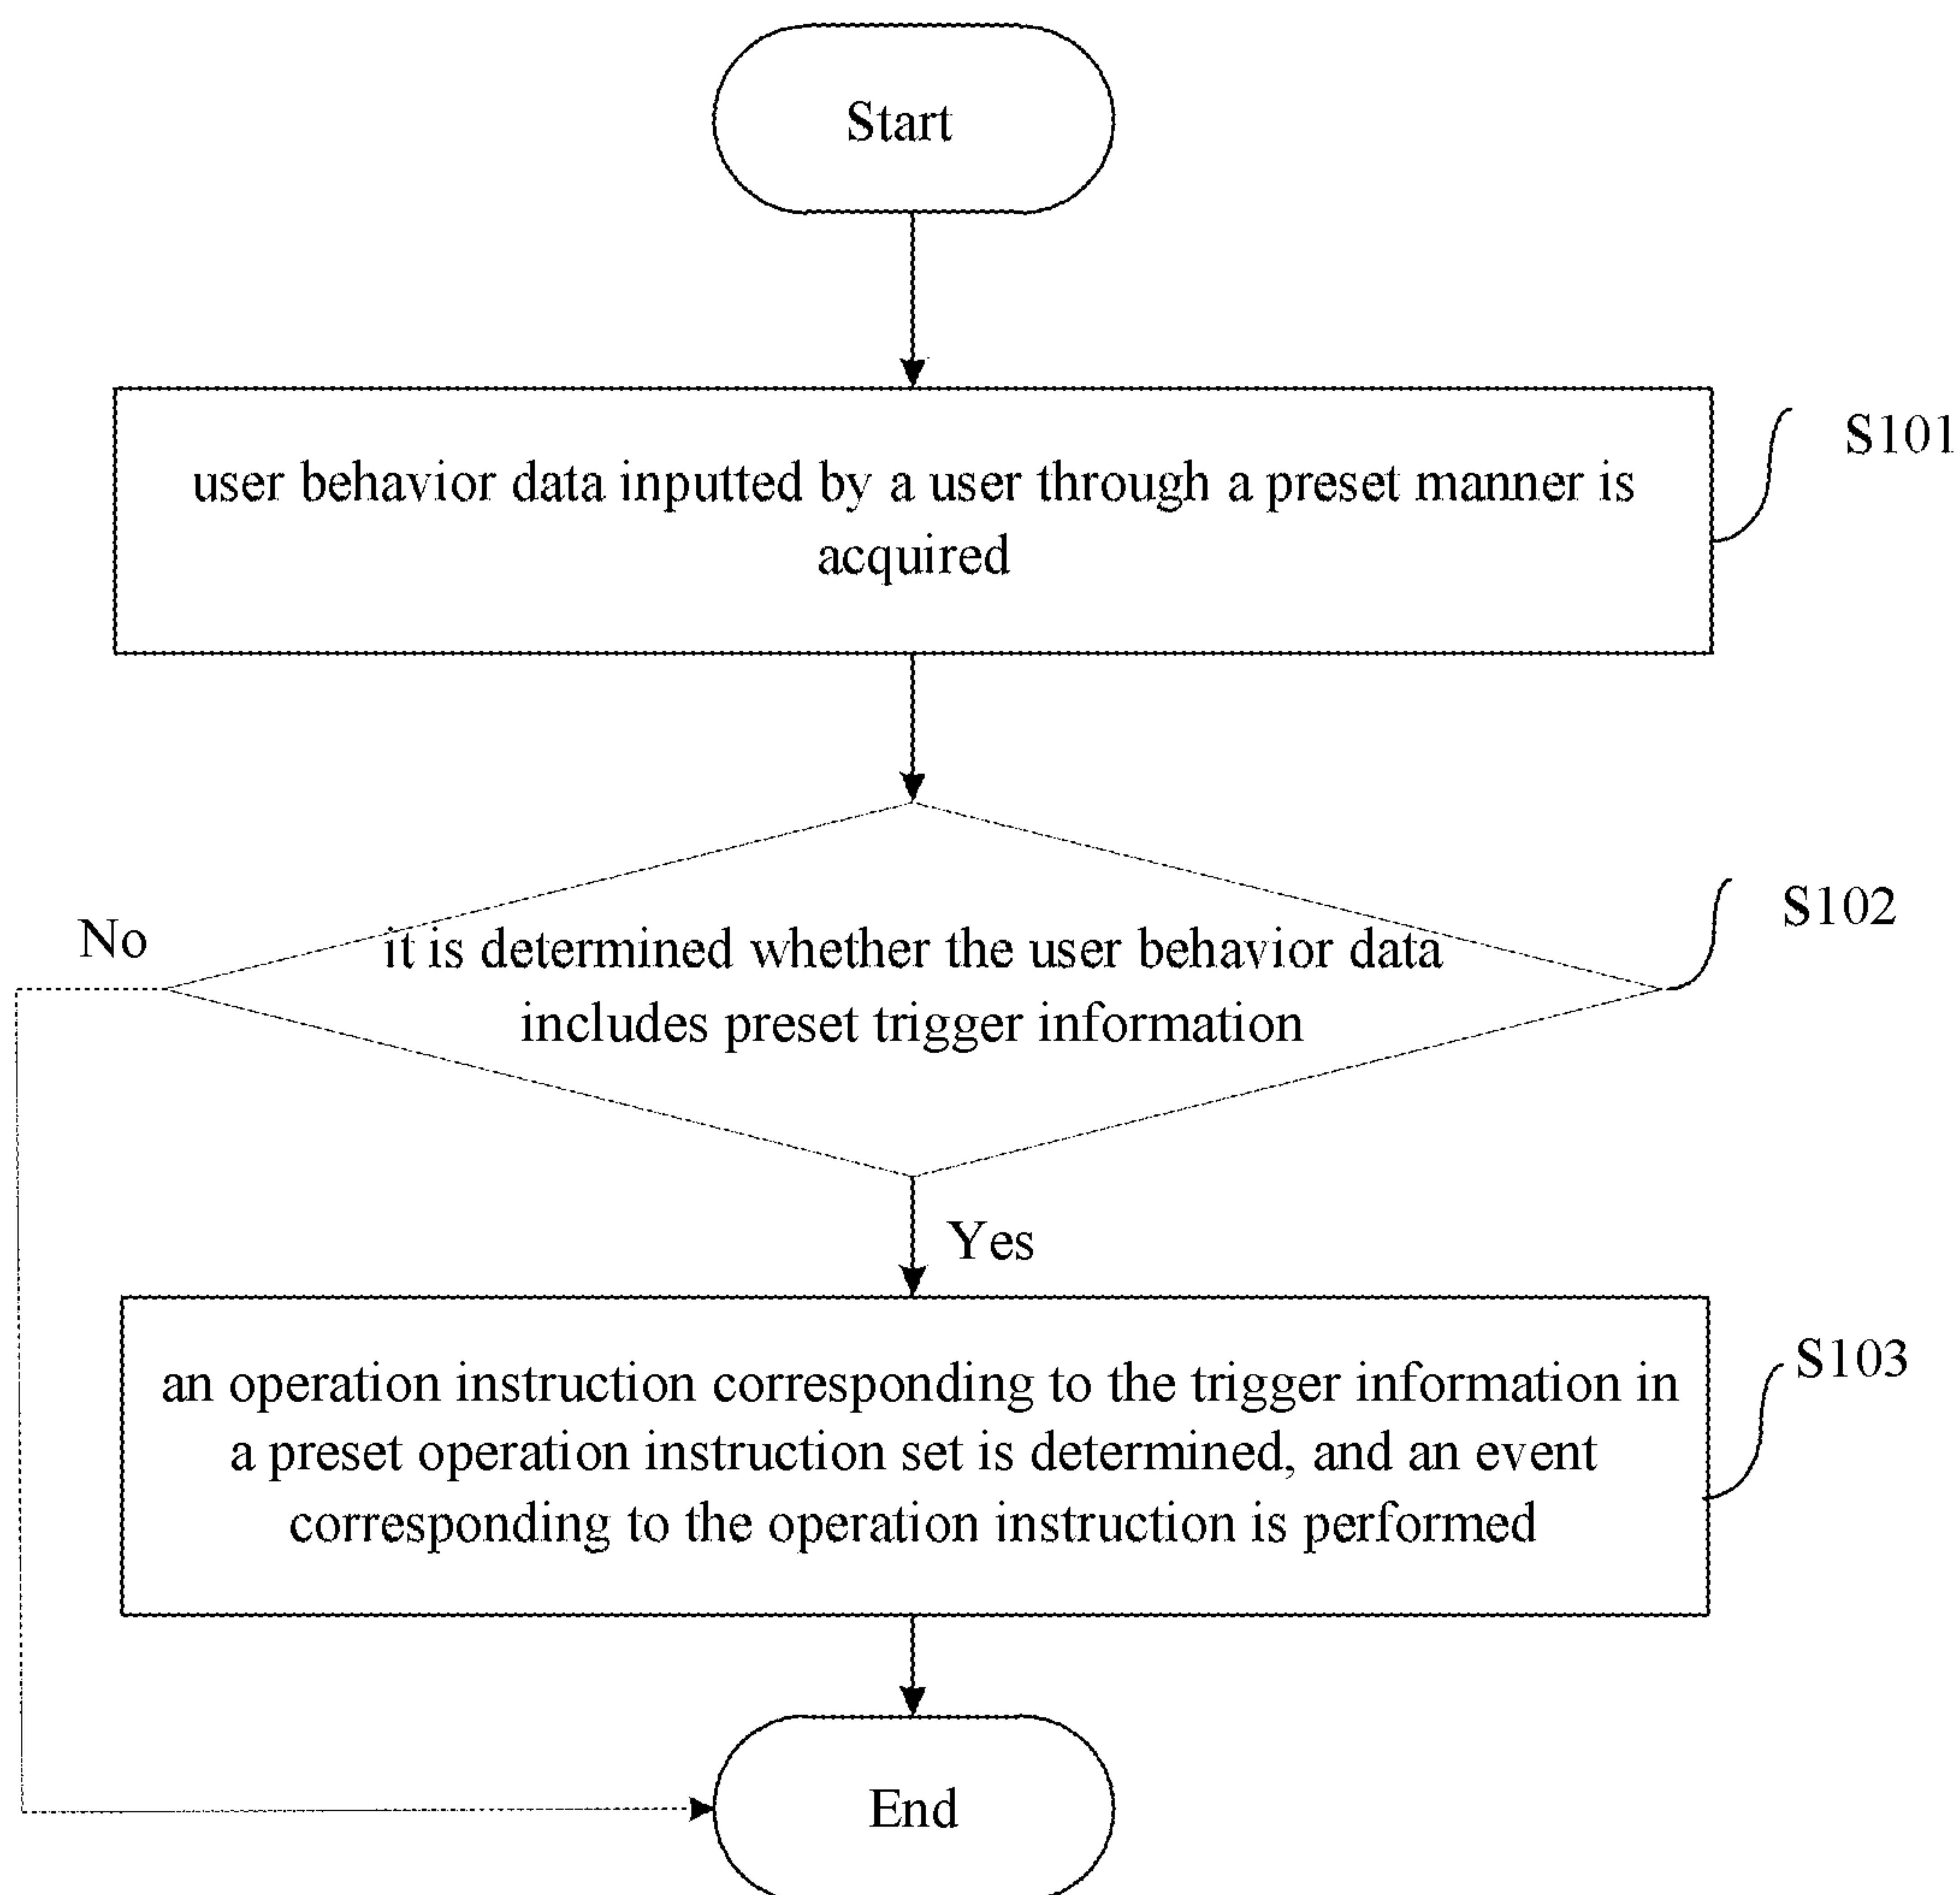 Start
user behavior data inputted by a user through a preset manner is
acquired
S101
it is determined whether the user behavior data
includes preset trigger information
S102
No
Yes
an operation instruction corresponding to the trigger information in
a preset operation instruction set is determined, and an event
corresponding to the operation instruction is performed
S103
End